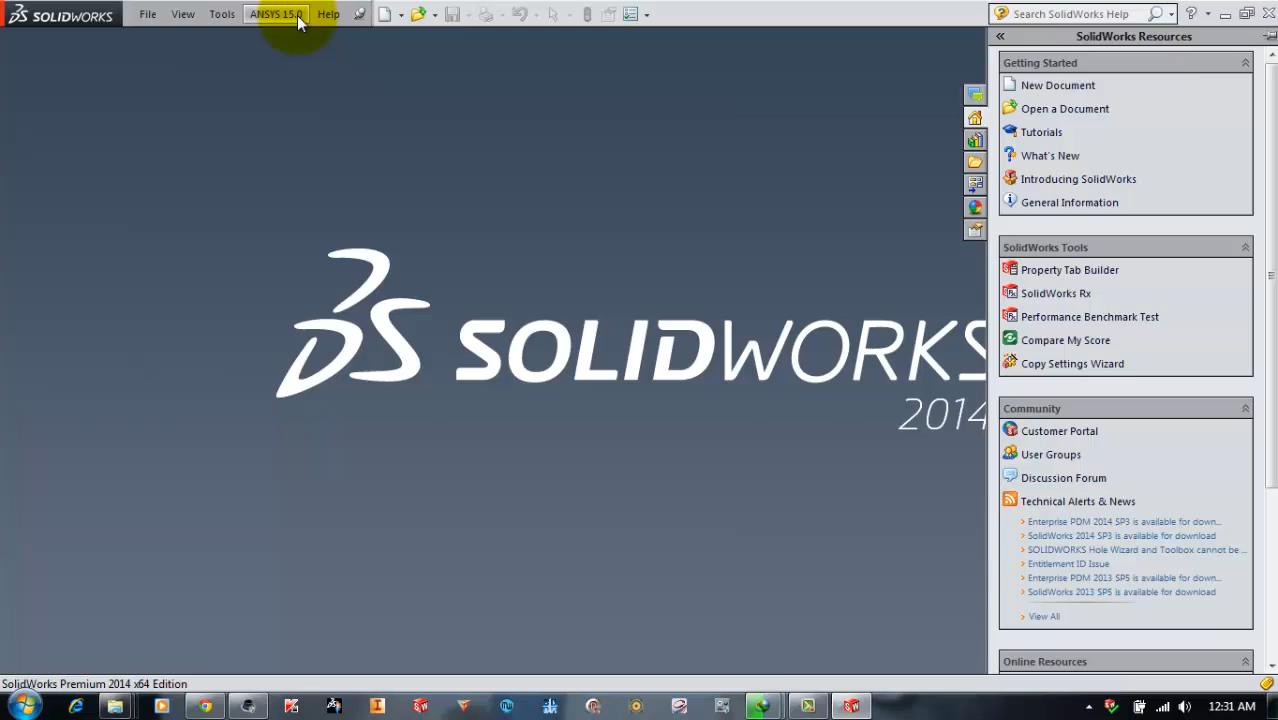 SOLIDWORKS File View Tools ANSYS 15.0 Help Search SolidWorks Help
SolidWorks Resources
Getting Started
New Document
Open a Document
Tutorials
What's New
Introducing SolidWorks
General Information
SolidWorks Tools
Property Tab Builder
SolidWorks Rx
Performance Benchmark Test
Compare My Score
Copy Settings Wizard
Community
Customer Portal
User Groups
Discussion Forum
Technical Alerts & News
Enterprise PDM 2014 SP3 is available for down...
SolidWorks 2014 SP3 is available for download
SOLIDWORKS Hole Wizard and Toolbox cannot be ...
Entitlement ID Issue
Enterprise PDM 2013 SP5 is available for down...
SolidWorks 2013 SP5 is available for download
View All
Online Resources
SOLIDWORKS
2014
SolidWorks Premium 2014 x64 Edition
12:31 AM